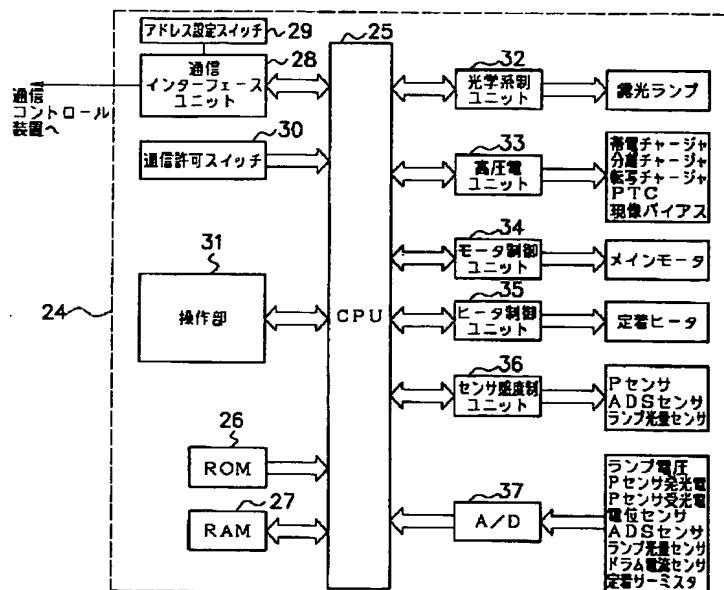 アドレス設定スイッチ
29
25
通信
インターフェース
ユニット
28
通信
コントロール
装置へ
30
通信許可スイッチ
31
操作部
24
26
ROM
27
RAM
CPU
32
光学系制
ユニット
露光ランプ
33
高圧電
ユニット
帯電チャージャ
分離チャージャ
転写チャージャ
PTC
現像バイアス
34
モータ制御
ユニット
メインモータ
35
ヒータ制御
ユニット
定着ヒータ
36
センサ感度制
ユニット
Pセンサ
ADSセンサ
ランプ光量センサ
37
A/D
ランプ電圧
Pセンサ発光電
Pセンサ受光電
電位センサ
ADSセンサ
ランプ光量センサ
ドラム電流センサ
定着サーミスタ